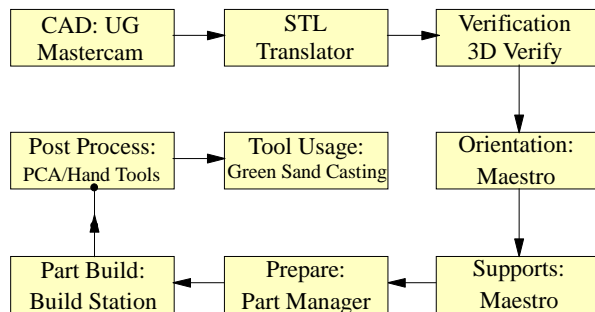 CAD: UG
Mastercam
STL
Translator
Verification
3D Verify
Post Process:
PCA/Hand Tools
Tool Usage:
Green Sand Casting
Orientation:
Maestro
Part Build:
Build Station
Prepare:
Part Manager
Supports:
Maestro